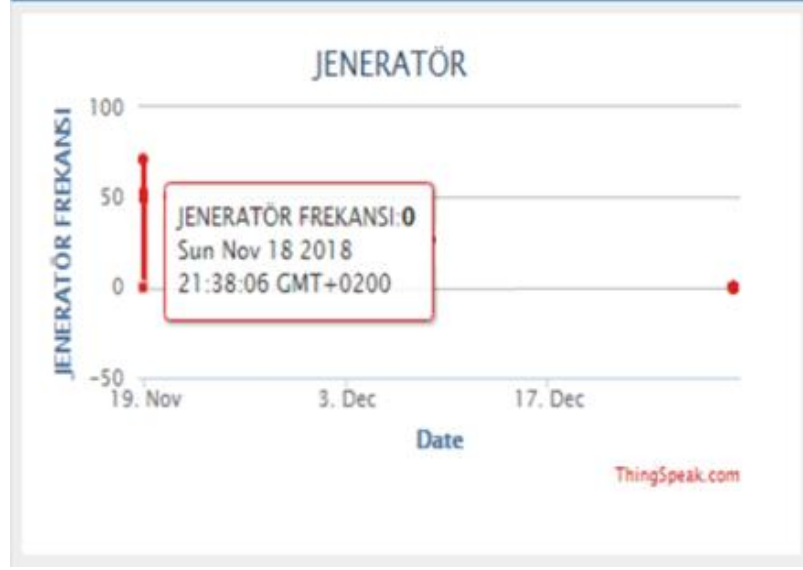 JENERATÖR
JENERATÖR FREKANSI
100
50
0
-50
JENERATÖR FREKANSI:0
Sun Nov 18 2018
21:38:06 GMT+0200
19. Nov 3. Dec 17. Dec
Date
ThingSpeak.com